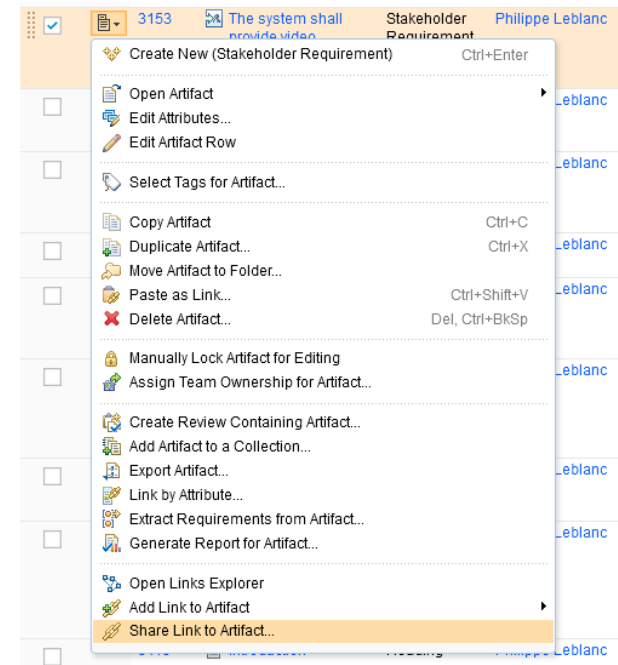 3153 The system shall Stakeholder Philippe Leblanc
provide video Requirement
Create New (Stakeholder Requirement) Ctrl+Enter
Open Artifact
Leblanc
Edit Attributes...
Edit Artifact Row
Leblanc
Select Tags for Artifact...
Copy Artifact Ctrl+C
Duplicate Artifact... Ctrl+X
Leblanc
Move Artifact to Folder...
Paste as Link... Ctrl+Shift+V
Leblanc
Delete Artifact... Del, Ctrl+BkSp
Manually Lock Artifact for Editing
Leblanc
Assign Team Ownership for Artifact...
Create Review Containing Artifact...
Add Artifact to a Collection...
Export Artifact...
Leblanc
Link by Attribute...
Extract Requirements from Artifact...
Leblanc
Generate Report for Artifact...
Open Links Explorer
Add Link to Artifact
Share Link to Artifact...
Introduction Heading Philippe Leblanc